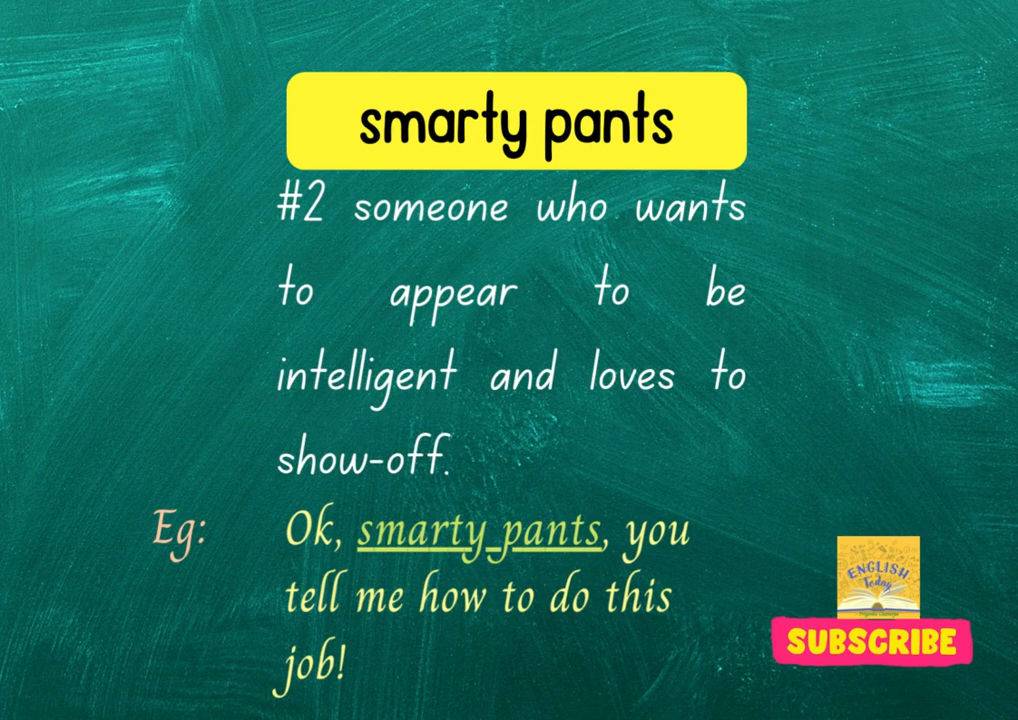 smarty pants
#2 someone who wants
to appear to be
intelligent and loves to
show-off.
Eg: Ok, smarty pants, you
tell me how to do this
job!
ENGLISH
Today
SUBSCRIBE